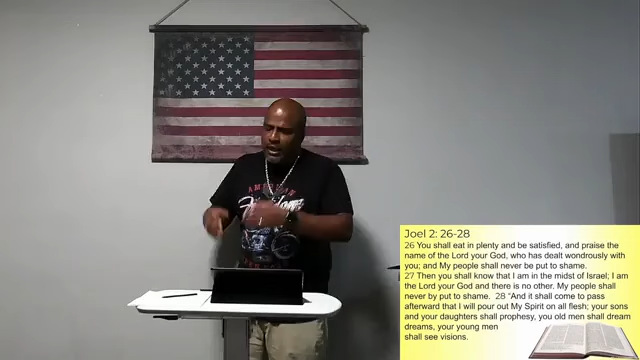 AMERICAN
Freedom
Joel 2: 26-28
26 You shall eat in plenty and be satisfied, and praise the
name of the Lord your God, who has dealt wondrously with
you; and My people shall never be put to shame.
27 Then you shall know that I am in the midst of Israel; I am
the Lord your God and there is no other. My people shall
never by put to shame. 28 "And it shall come to pass
afterward that I will pour out My Spirit on all flesh; your sons
and your daughters shall prophesy, you old men shall dream
dreams, your young men
shall see visions.